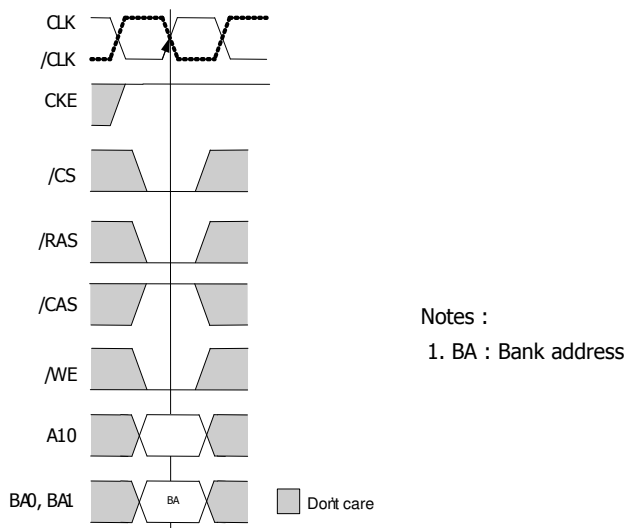 CLK
/CLK
CKE
/CS
/RAS
/CAS
/WE
A10
BA0, BA1
BA
Don't care
Notes :
1. BA : Bank address